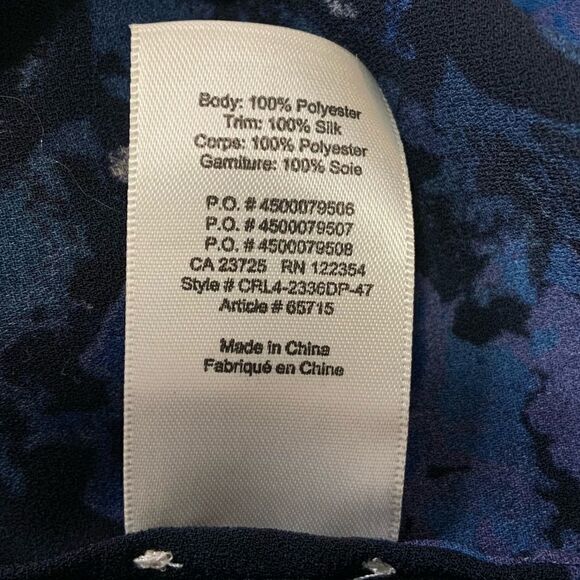 Body: 100% Polyester
Trim: 100% Silk
Corps: 100% Polyester
Garniture: 100% Soie
P.O. # 4500079506
P.O. # 4500079507
P.O. # 4500079508
CA 23725 RN 122354
Style # CRL4-2336DP-47
Article # 65715
Made in China
Fabriqué en Chine